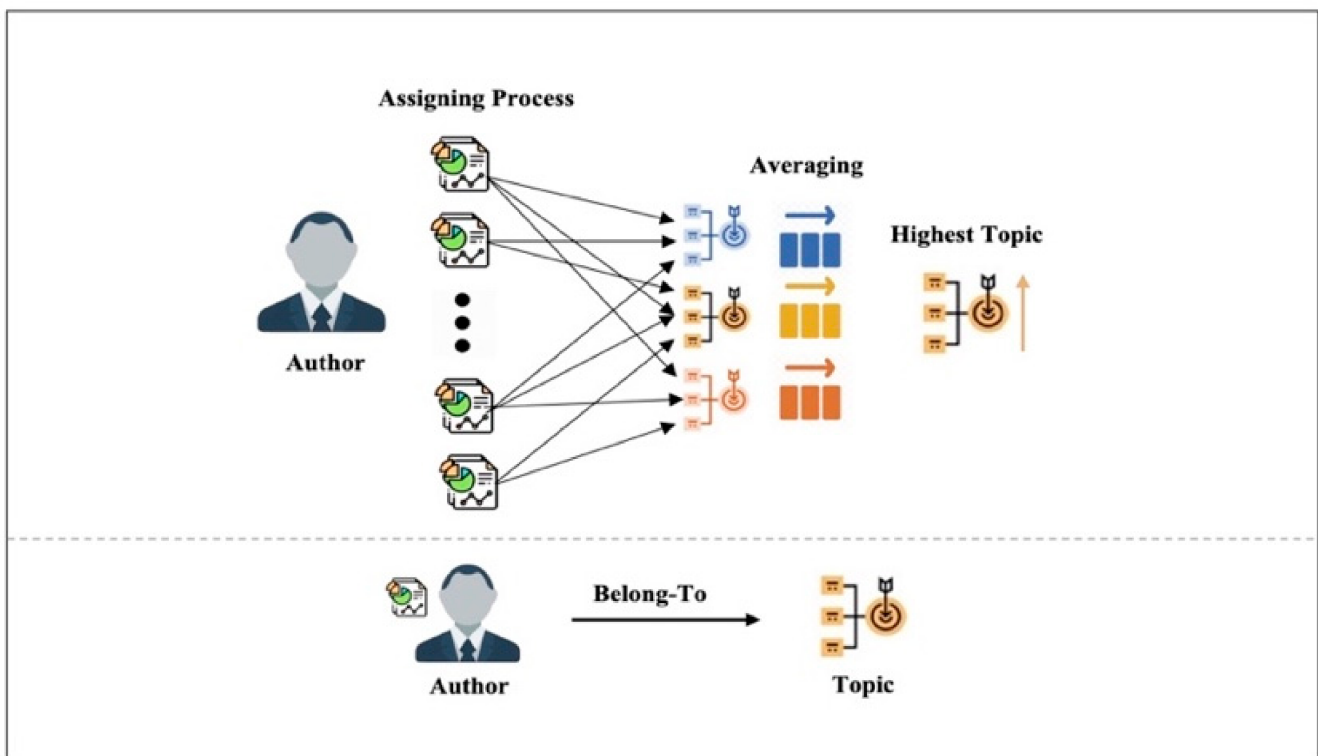 Assigning Process
Averaging
Highest Topic
Author
Belong-To
Author
Topic